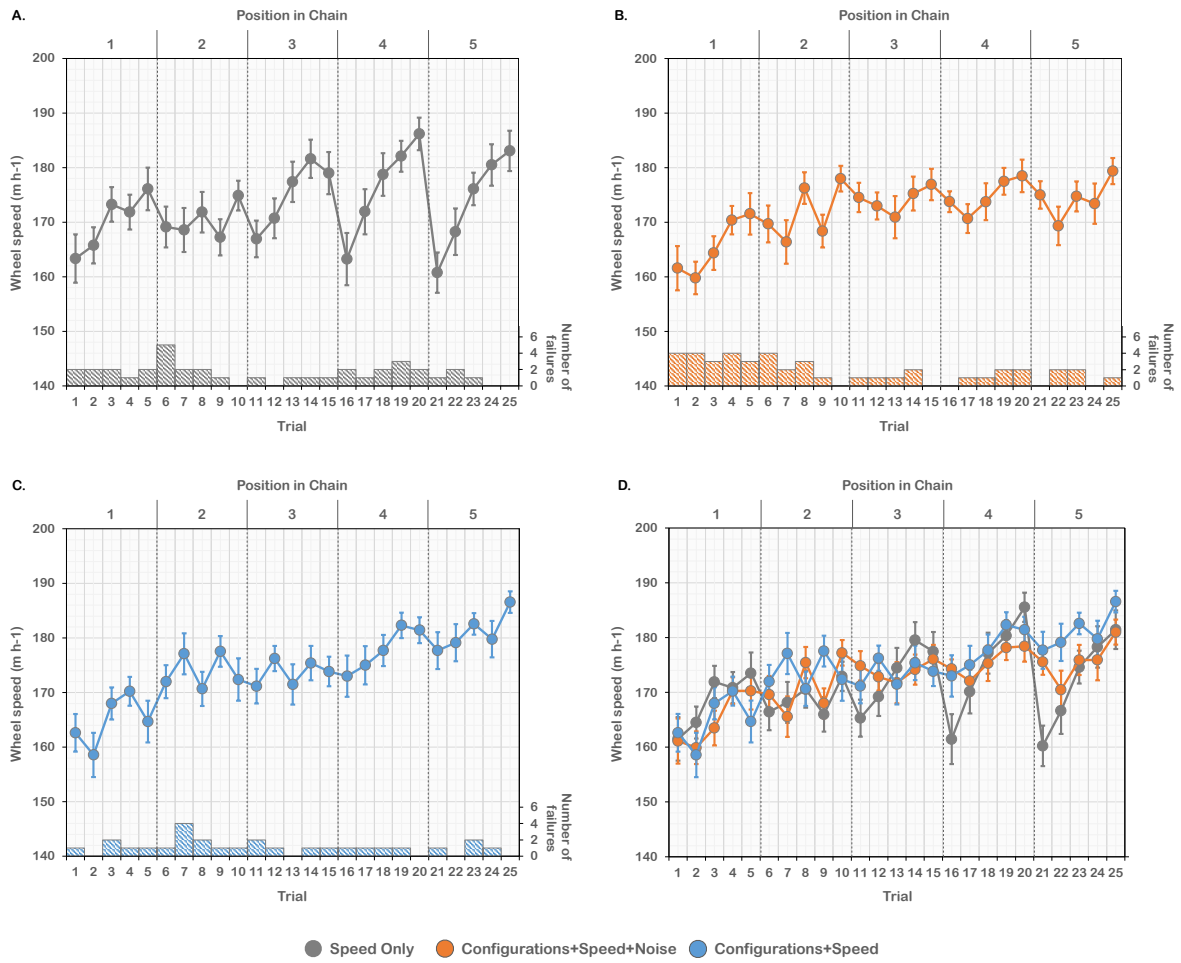 A.
Position in Chain
1 2 3 4 5
200
190
180
170
160
150
140
Wheel speed (m h-1)
6
4
2
0
Number of
failures
1 2 3 4 5 6 7 8 9 10 11 12 13 14 15 16 17 18 19 20 21 22 23 24 25
Trial
B.
Position in Chain
1 2 3 4 5
200
190
180
170
160
150
140
Wheel speed (m h-1)
6
4
2
0
Number of
failures
1 2 3 4 5 6 7 8 9 10 11 12 13 14 15 16 17 18 19 20 21 22 23 24 25
Trial
C.
Position in Chain
1 2 3 4 5
200
190
180
170
160
150
140
Wheel speed (m h-1)
6
4
2
0
Number of
failures
1 2 3 4 5 6 7 8 9 10 11 12 13 14 15 16 17 18 19 20 21 22 23 24 25
Trial
D.
Position in Chain
1 2 3 4 5
200
190
180
170
160
150
140
Wheel speed (m h-1)
1 2 3 4 5 6 7 8 9 10 11 12 13 14 15 16 17 18 19 20 21 22 23 24 25
Trial
Speed Only Configurations+Speed+Noise Configurations+Speed